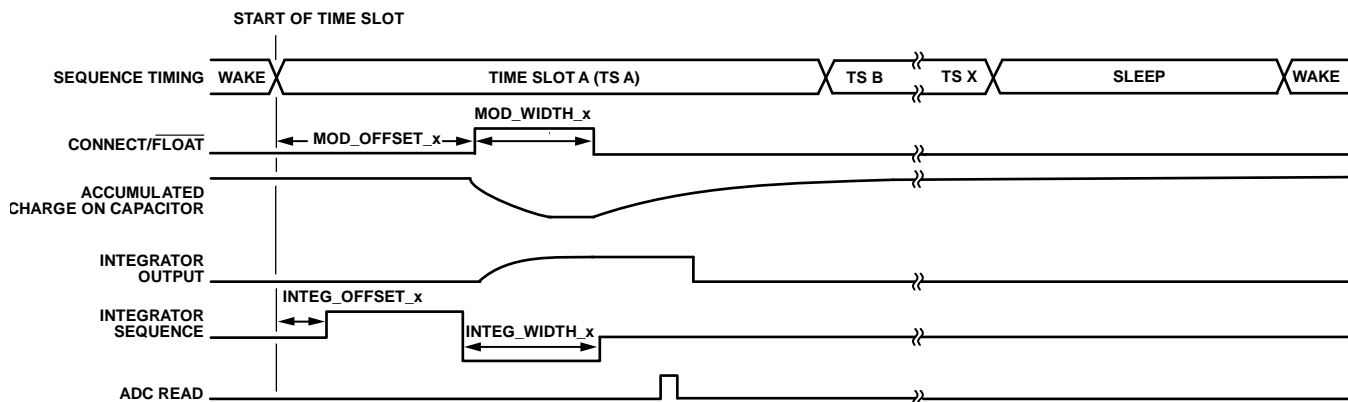 START OF TIME SLOT
SEQUENCE TIMING
WAKE
TIME SLOT A (TS A)
TS B
TS X
SLEEP
WAKE
MOD_WIDTH_x
CONNECT/FLOAT
MOD_OFFSET_x
ACCUMULATED
CHARGE ON CAPACITOR
INTEGRATOR
OUTPUT
INTEG_OFFSET_x
INTEGRATOR
SEQUENCE
INTEG_WIDTH_x
ADC READ